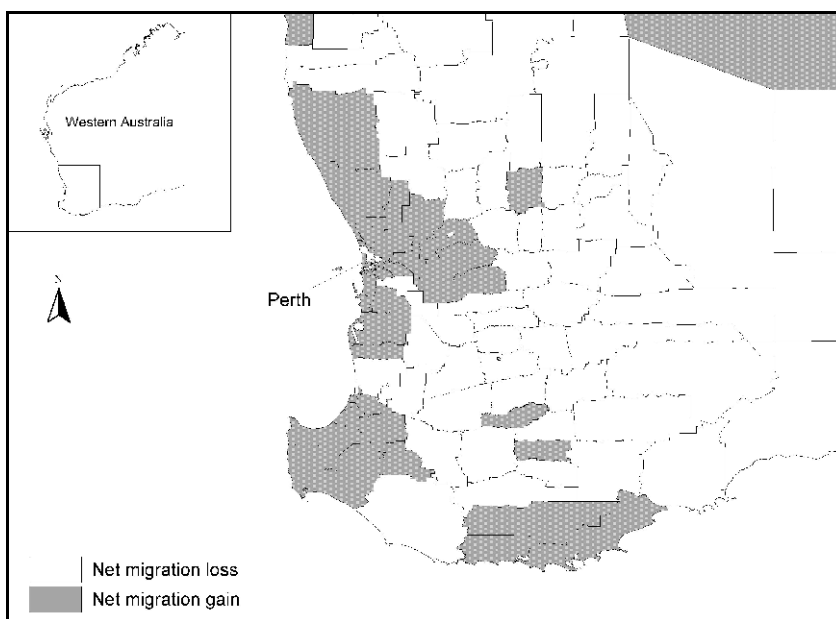 Western Australia
N
Perth
Net migration loss
Net migration gain